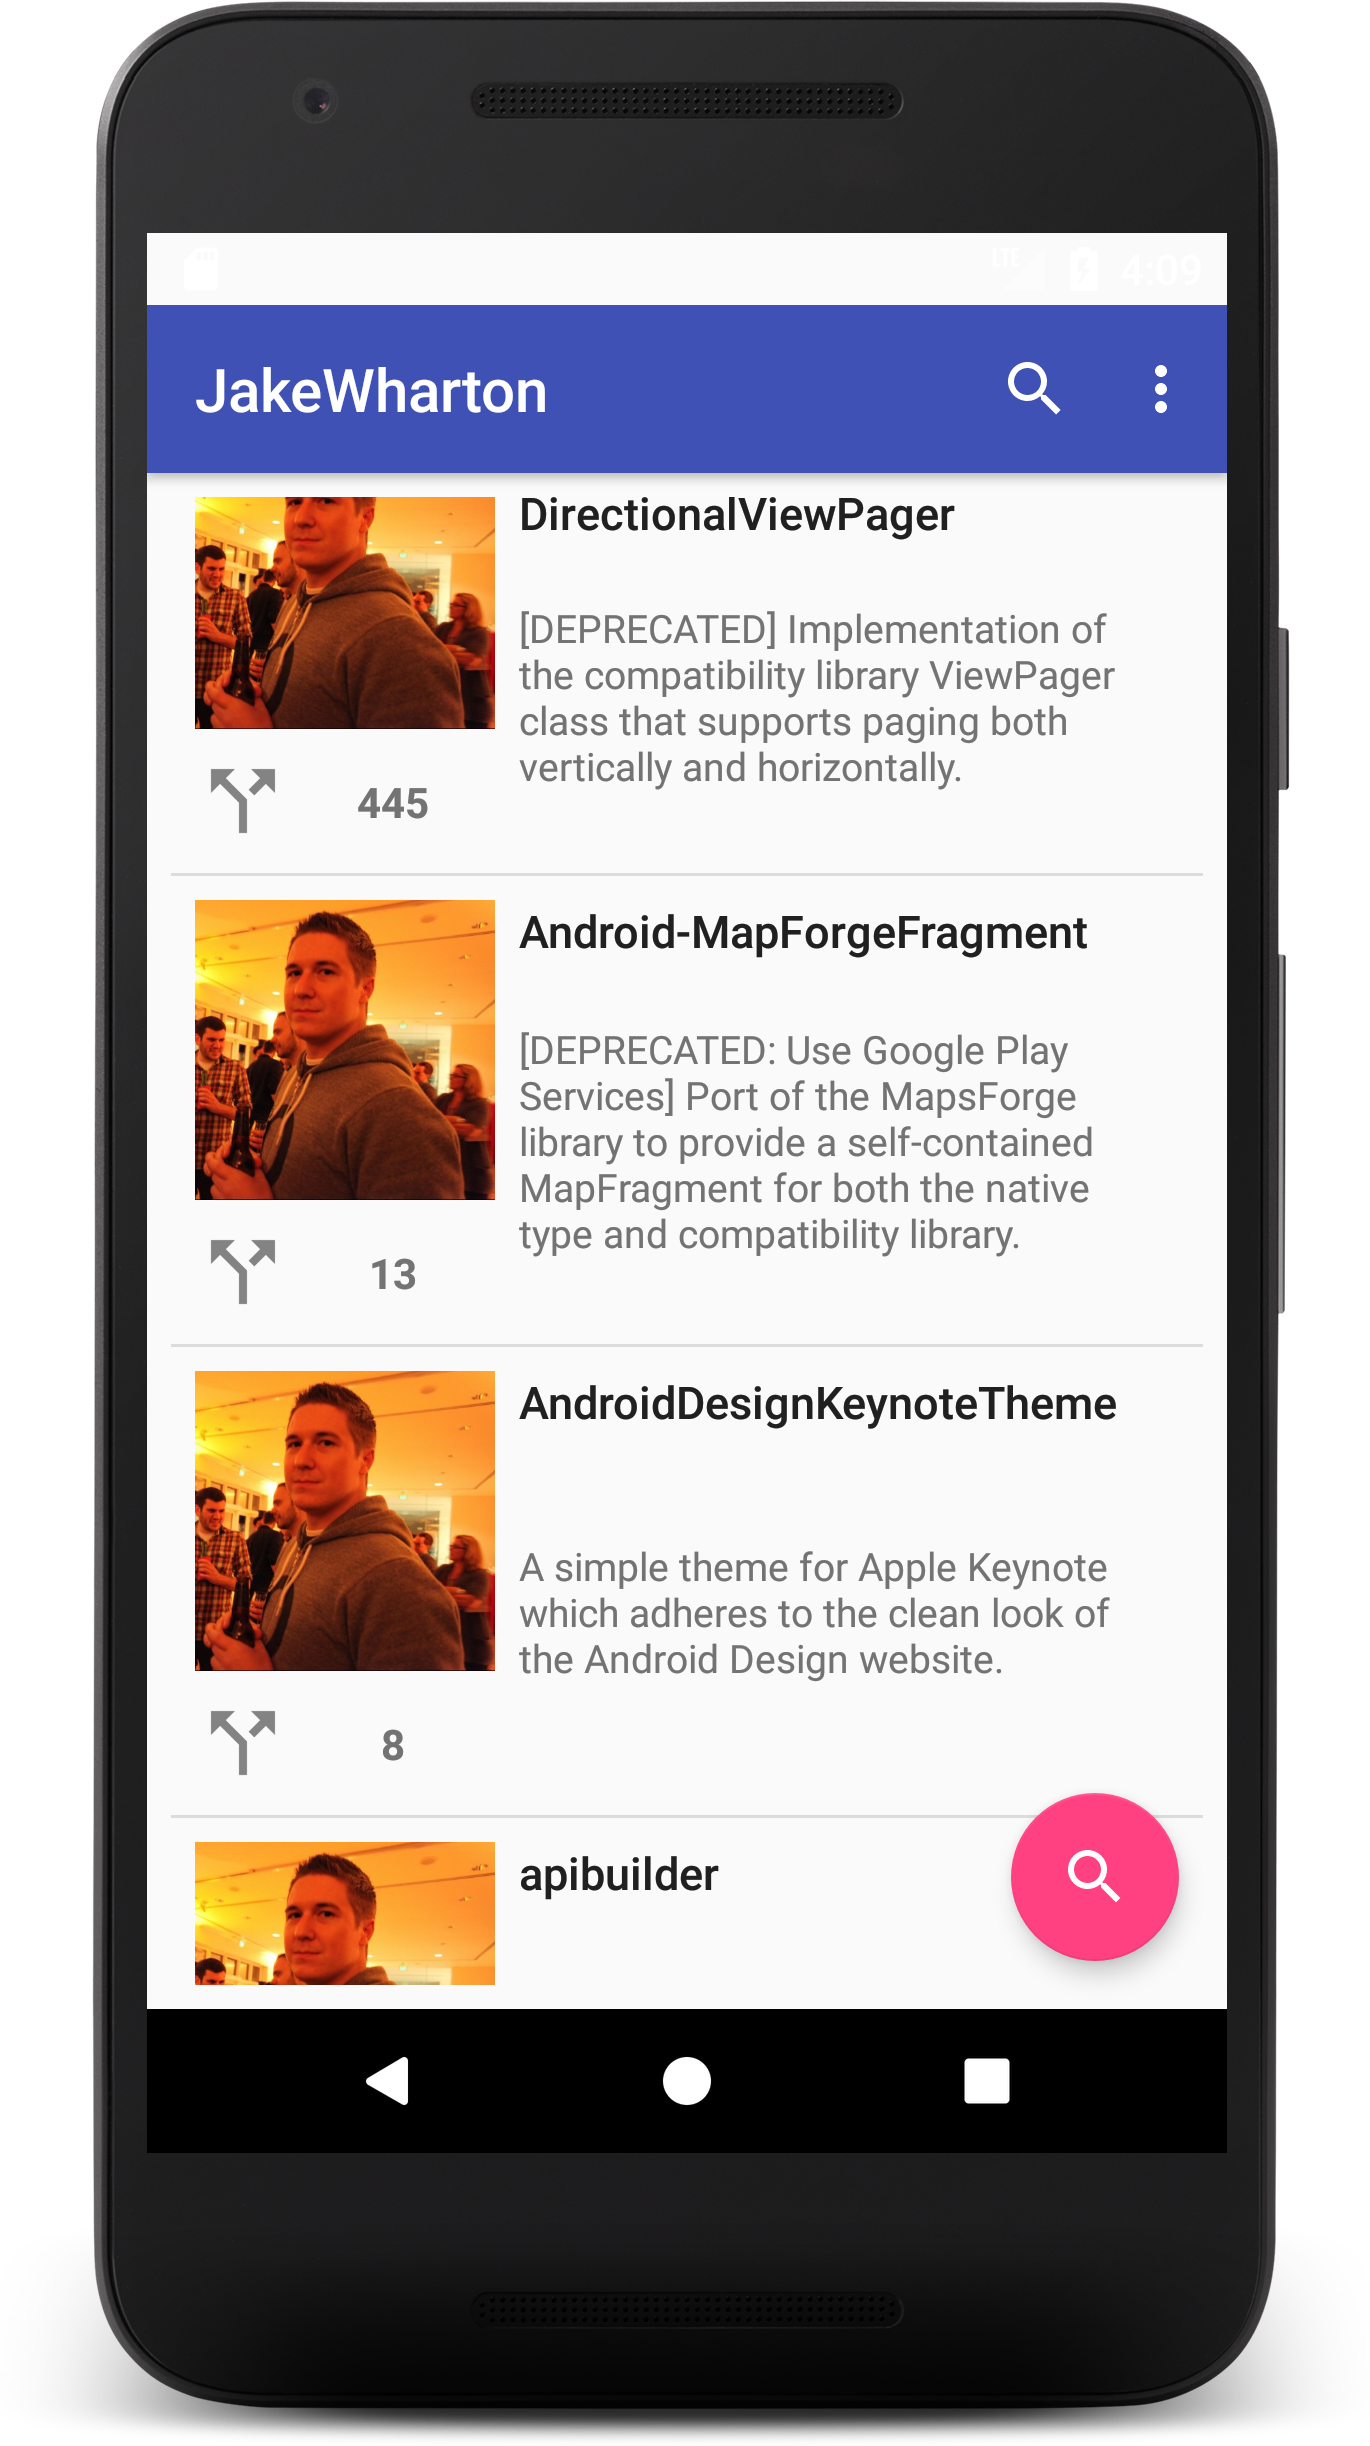 LTE 4:09
JakeWharton
DirectionalViewPager
[DEPRECATED] Implementation of
the compatibility library ViewPager
class that supports paging both
vertically and horizontally.
445
Android-MapForgeFragment
[DEPRECATED: Use Google Play
Services] Port of the MapsForge
library to provide a self-contained
MapFragment for both the native
type and compatibility library.
13
AndroidDesignKeynoteTheme
A simple theme for Apple Keynote
which adheres to the clean look of
the Android Design website.
8
apibuilder